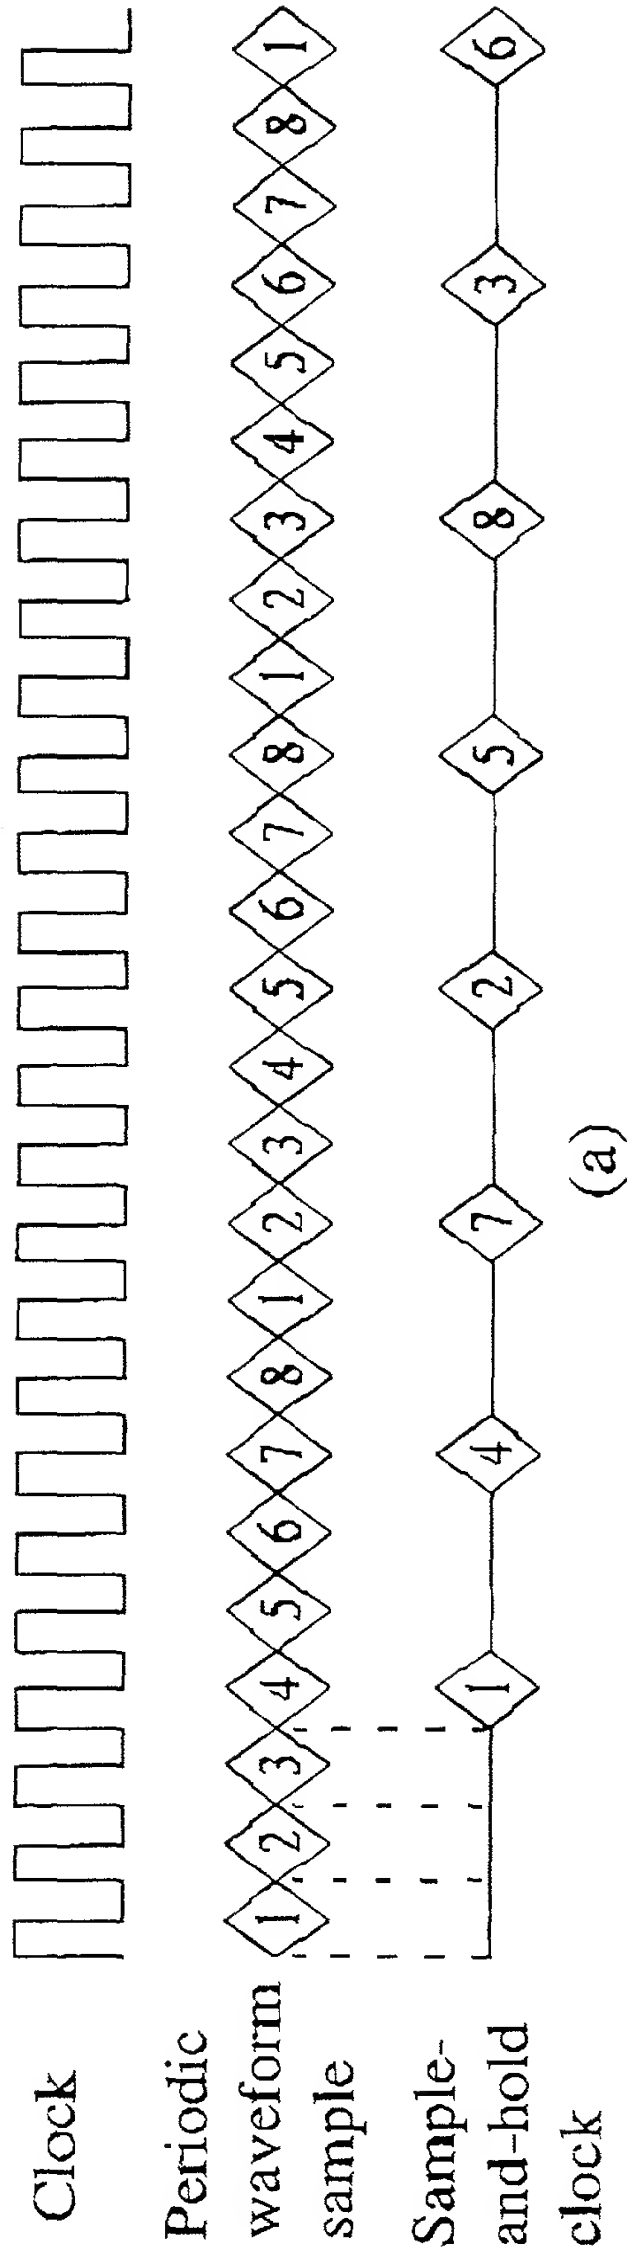 Clock
Periodic
waveform
sample
1 2 3 4 5 6 7 8 1 2 3 4 5 6 7 8 1 2 3 4 5 6 7 8 1
Sample-
and-hold
clock
1 4 7 2 5 8 3 6
(a)